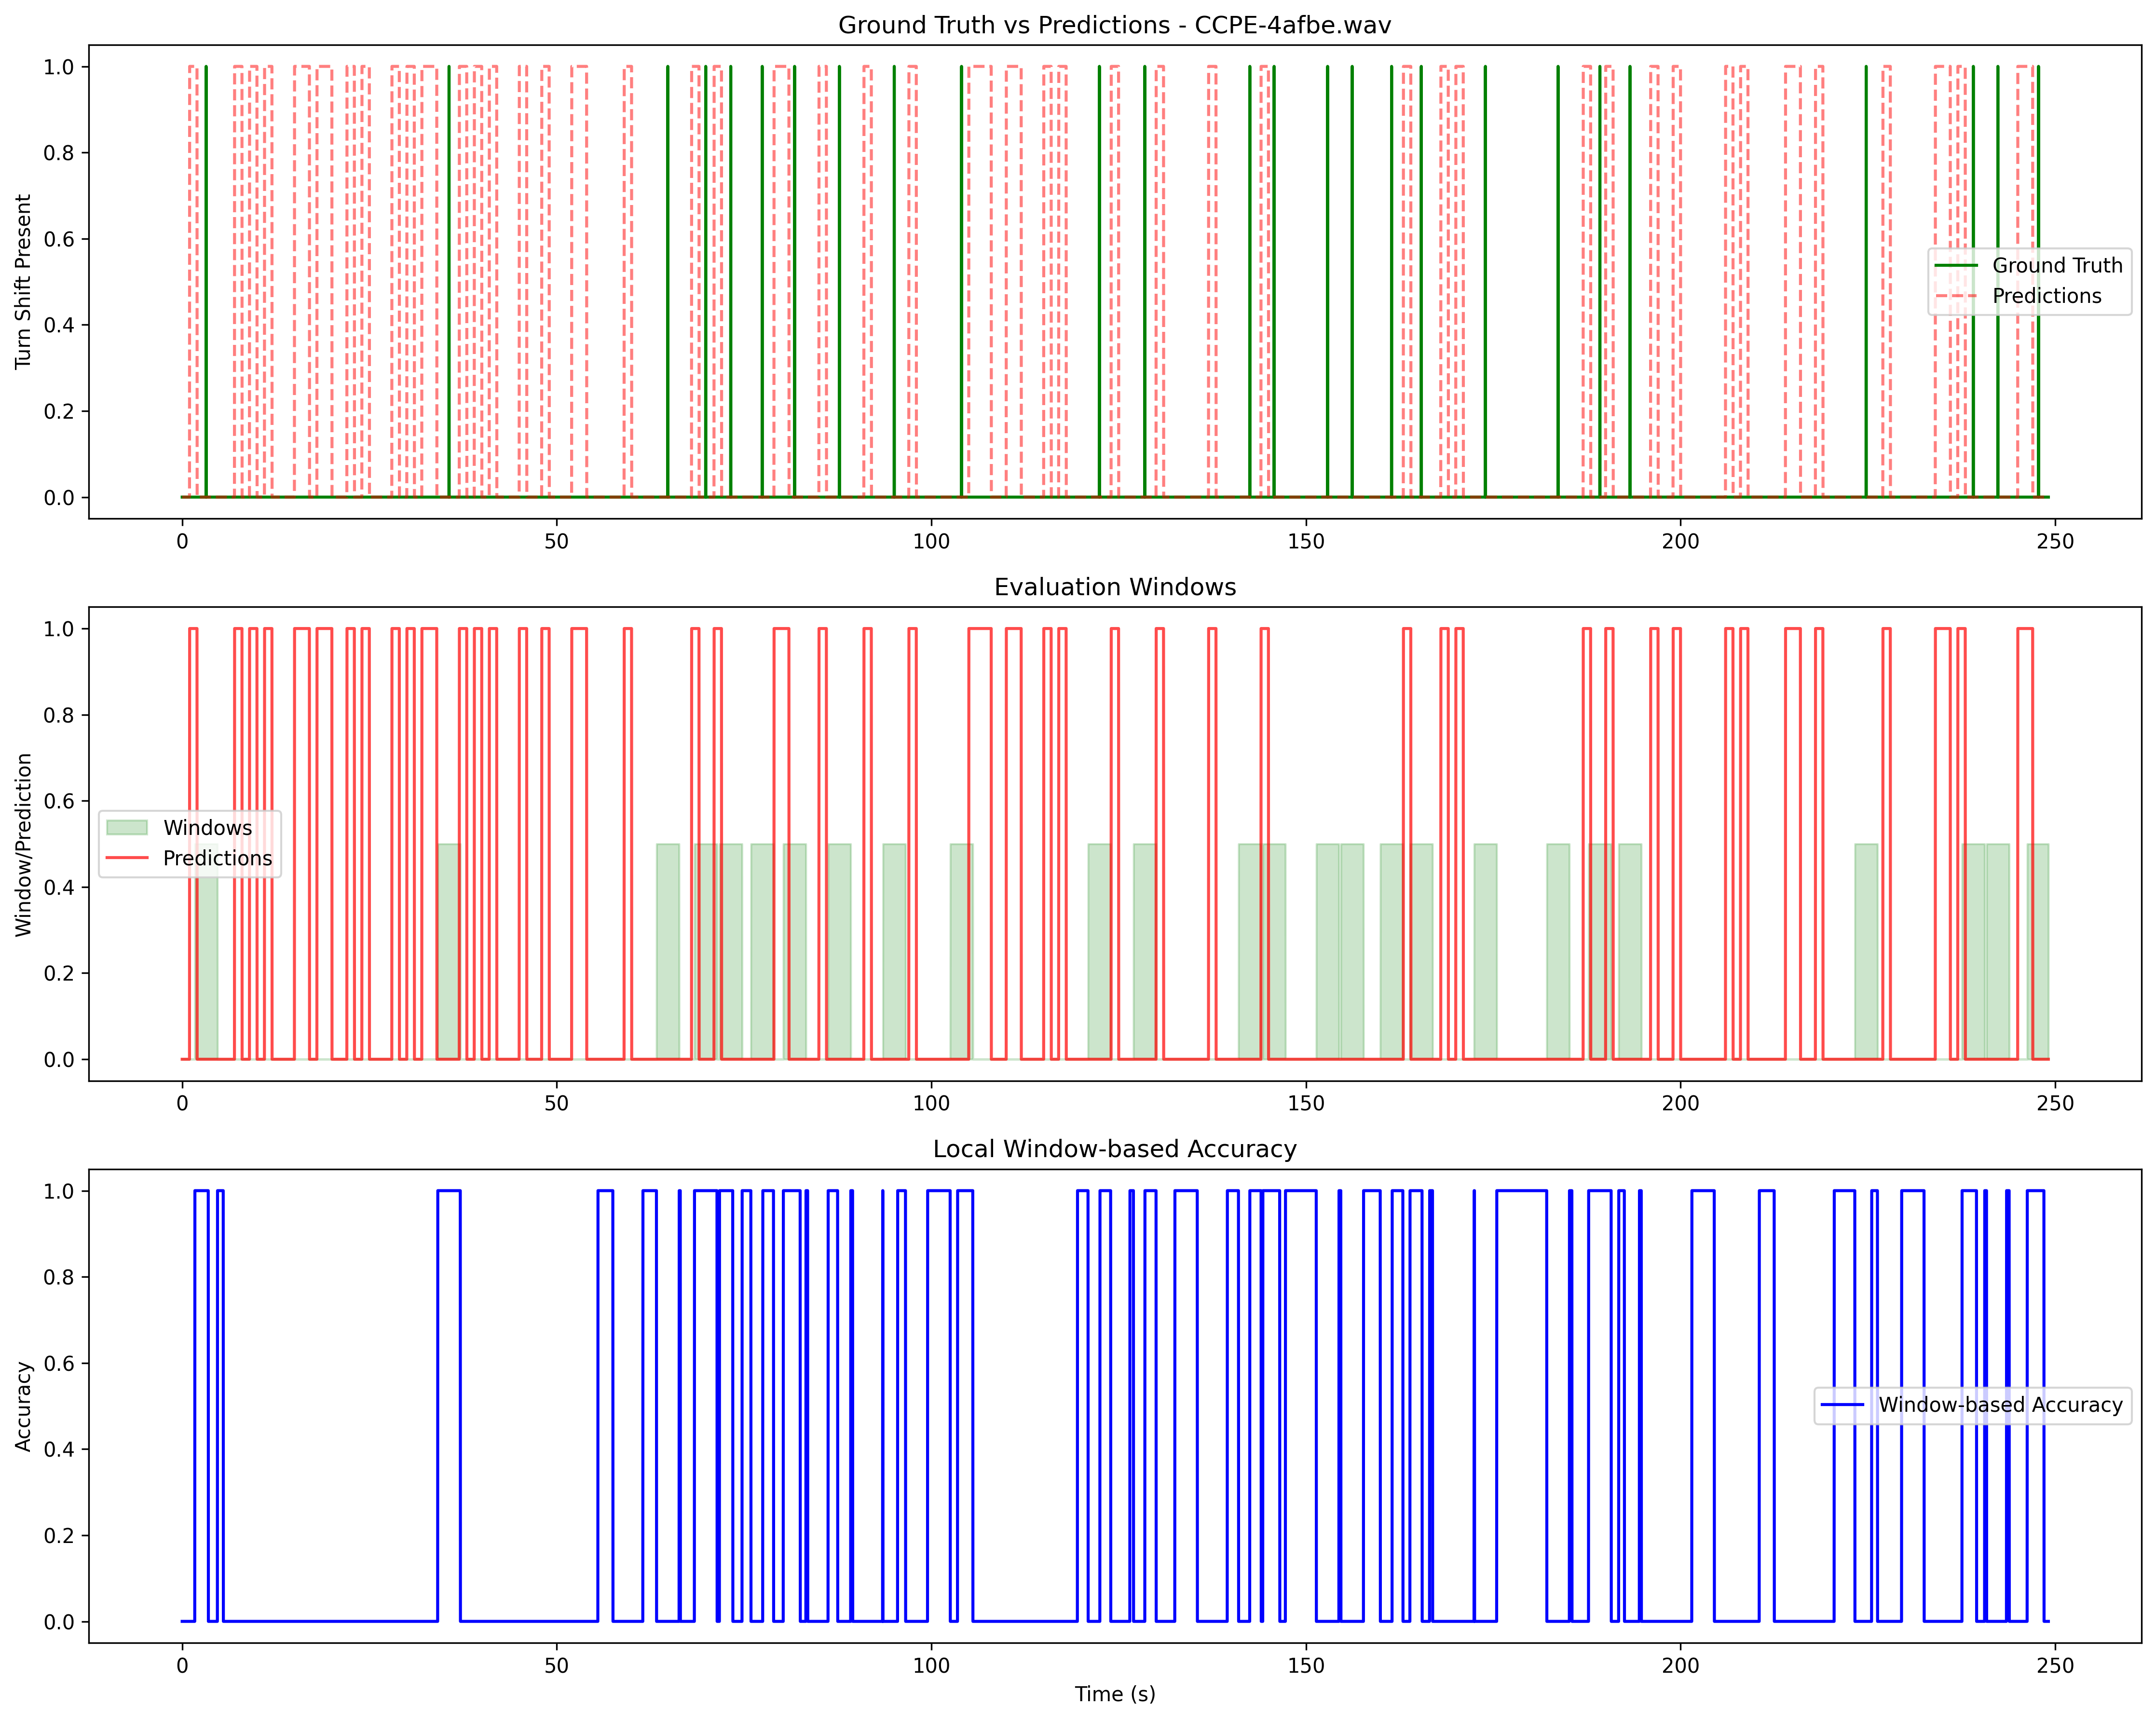 Ground Truth vs Predictions - CCPE-4afbe.wav
Turn Shift Present
1.0
0.8
0.6
0.4
0.2
0.0
Ground Truth
Predictions
0 50 100 150 200 250
Evaluation Windows
Window/Prediction
1.0
0.8
0.6
0.4
0.2
0.0
Windows
Predictions
0 50 100 150 200 250
Local Window-based Accuracy
Accuracy
1.0
0.8
0.6
0.4
0.2
0.0
Window-based Accuracy
0 50 100 150 200 250
Time (s)